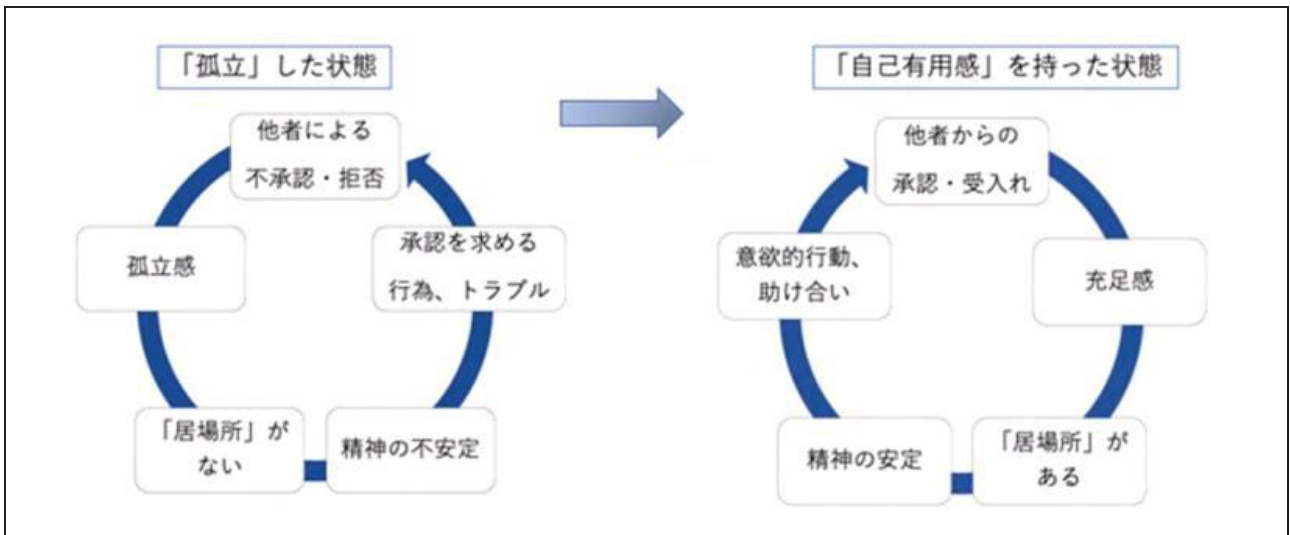 「孤立」した状態
他者による
不承認・拒否
孤立感
「居場所」が
ない
精神の不安定
承認を求める
行為、トラブル
「自己有用感」を持った状態
他者からの
承認・受入れ
充足感
「居場所」が
ある
精神の安定
意欲的行動、
助け合い